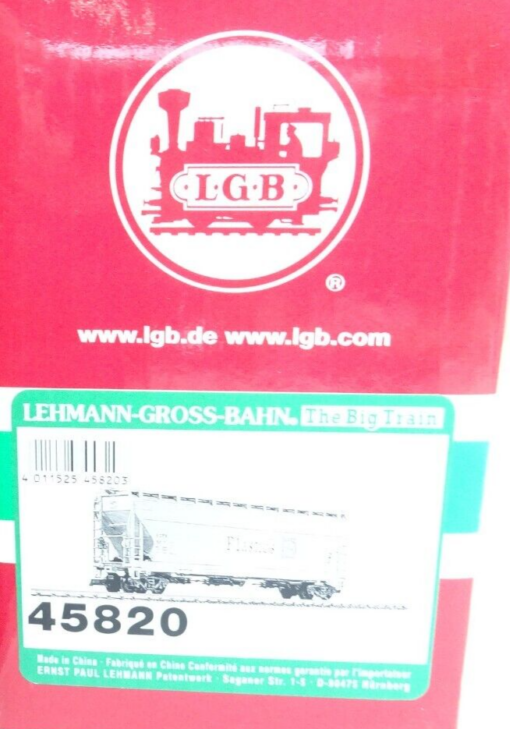 L·G·B
®
www.lgb.de www.lgb.com
LEHMANN-GROSS-BAHN® The Big Train
4 011525 458203
45820
Made in China · Fabriqué en Chine Conformité aux normes garantie par l'importateur
ERNST PAUL LEHMANN Patentwerk · Saganer Str. 1-5 · D-90475 Nürnberg